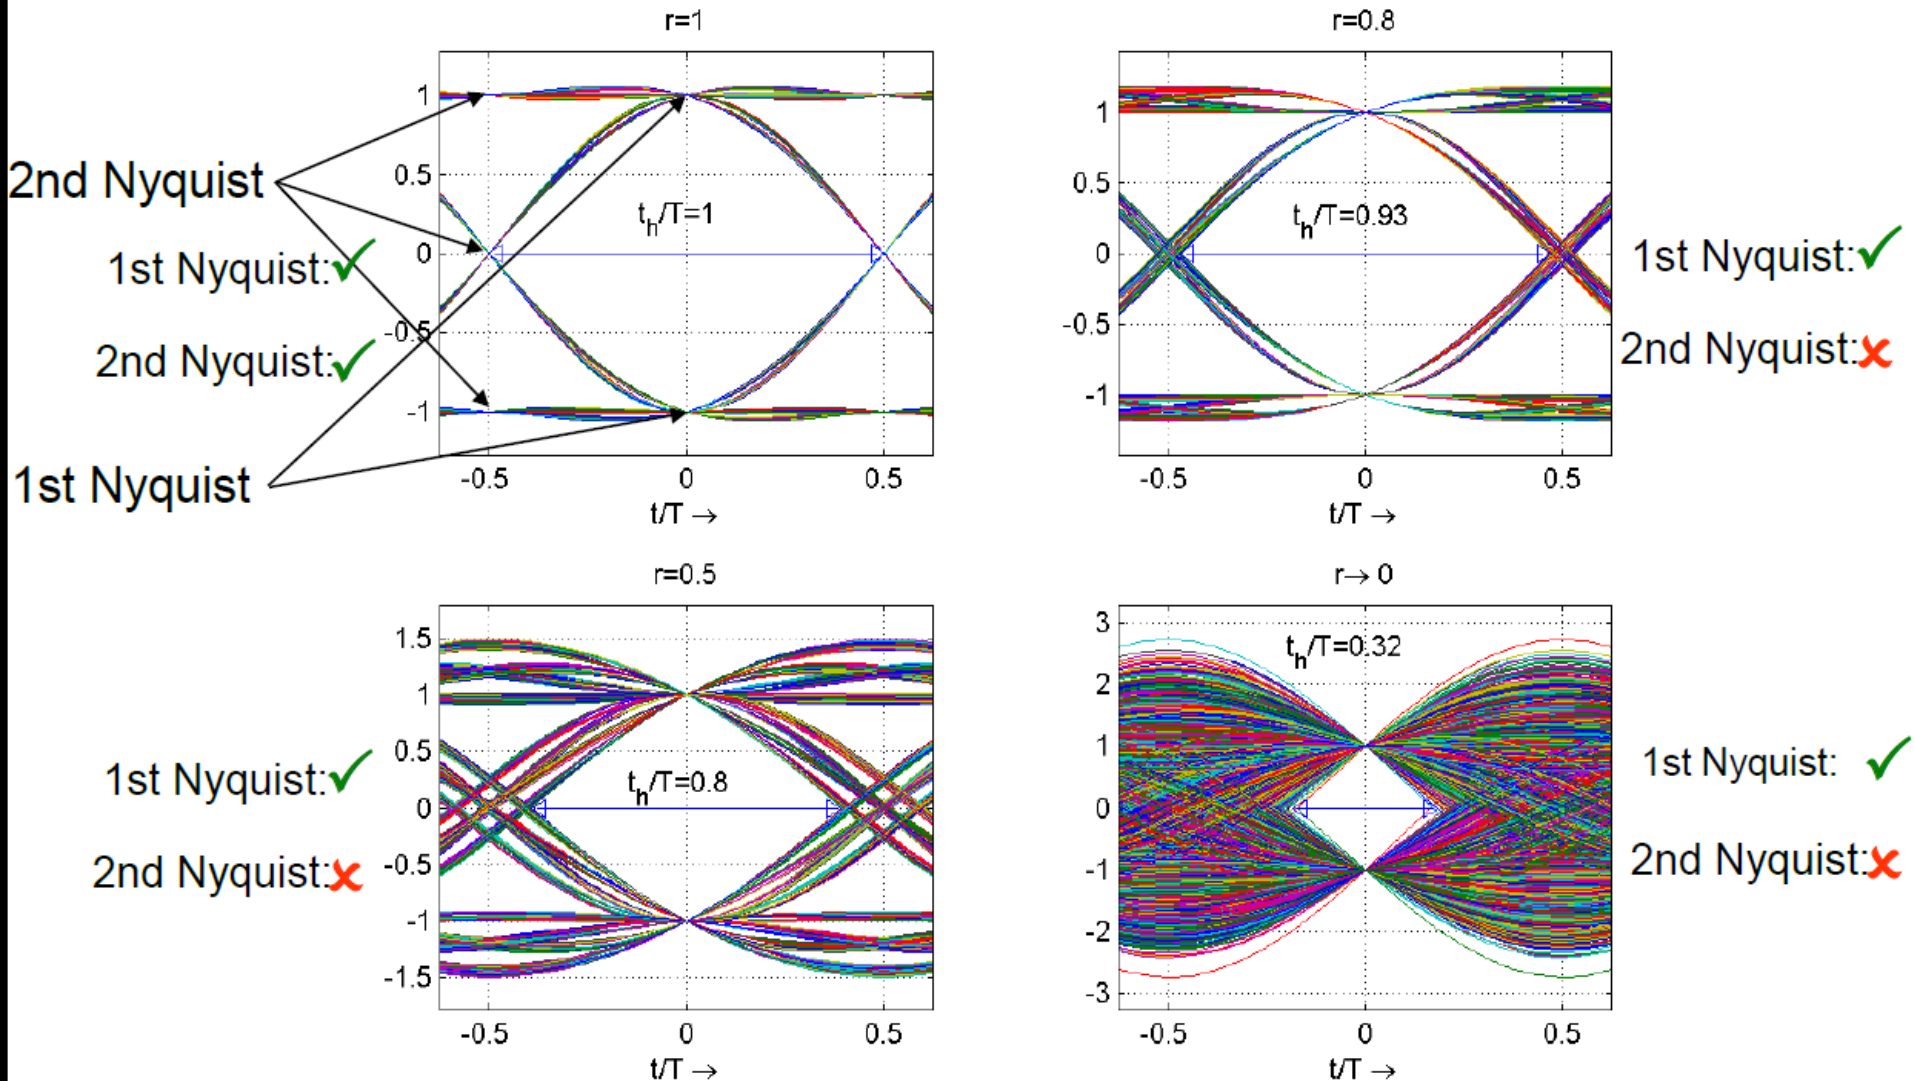 r=1
1
0.5
0
-0.5
-1
t_h/T=1
-0.5 0 0.5
t/T →
2nd Nyquist
1st Nyquist:✓
2nd Nyquist:✓
1st Nyquist
r=0.8
1
0.5
0
-0.5
-1
t_h/T=0.93
-0.5 0 0.5
t/T →
1st Nyquist:✓
2nd Nyquist:✗
r=0.5
1.5
1
0.5
0
-0.5
-1
-1.5
t_h/T=0.8
-0.5 0 0.5
t/T →
1st Nyquist:✓
2nd Nyquist:✗
r→ 0
3
2
1
0
-1
-2
-3
t_h/T=0.32
-0.5 0 0.5
t/T →
1st Nyquist: ✓
2nd Nyquist:✗